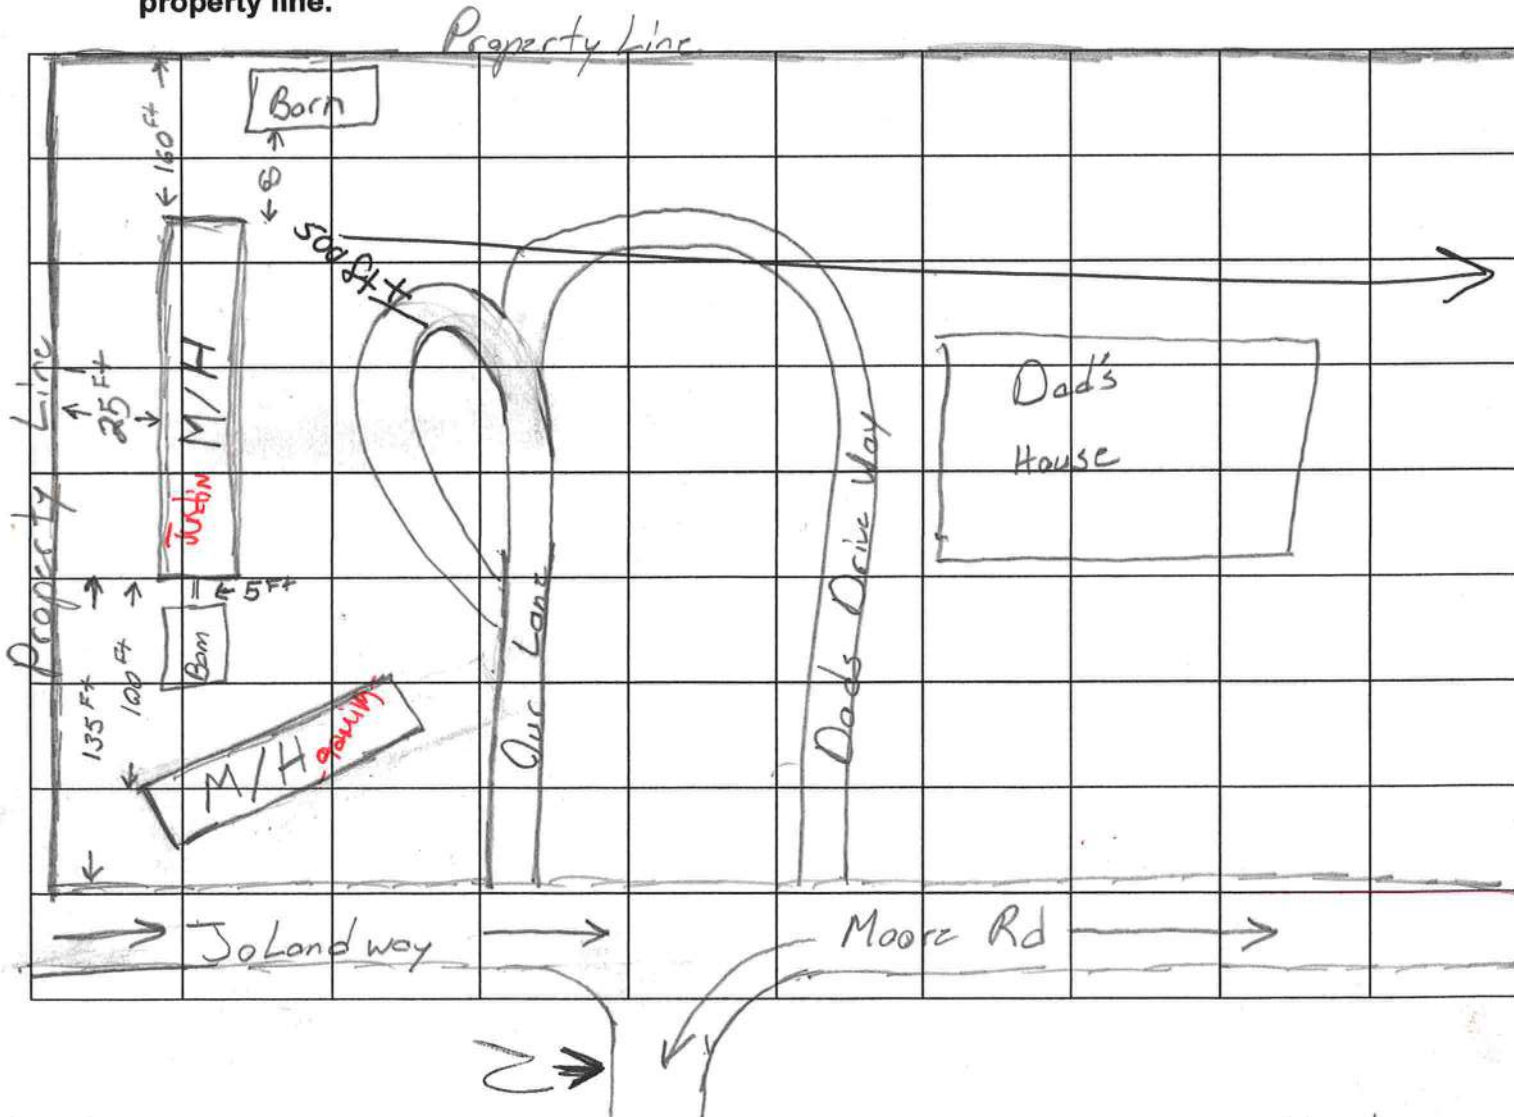 property line.
Property Line
Barn
160 Ft
500 ft
25 Ft
M/H
Property Line
Justin
Dad's
House
5 Ft
Barn
100 Ft
135 Ft
M/H
Our Lane
Dads Drive Way
JoLand way
Moore Rd
N